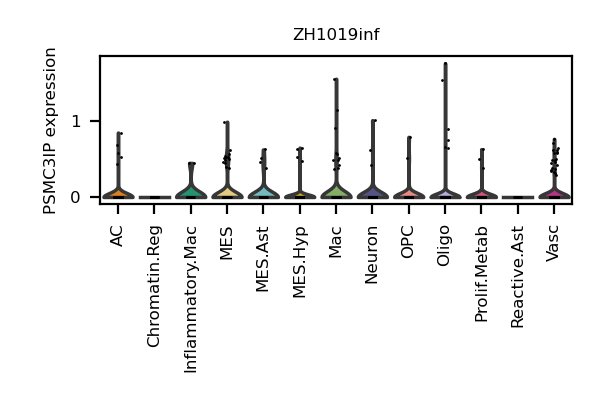 ZH1019inf
PSMC3IP expression
1
0
AC
Chromatin.Reg
Inflammatory.Mac
MES
MES.Ast
MES.Hyp
Mac
Neuron
OPC
Oligo
Prolif.Metab
Reactive.Ast
Vasc